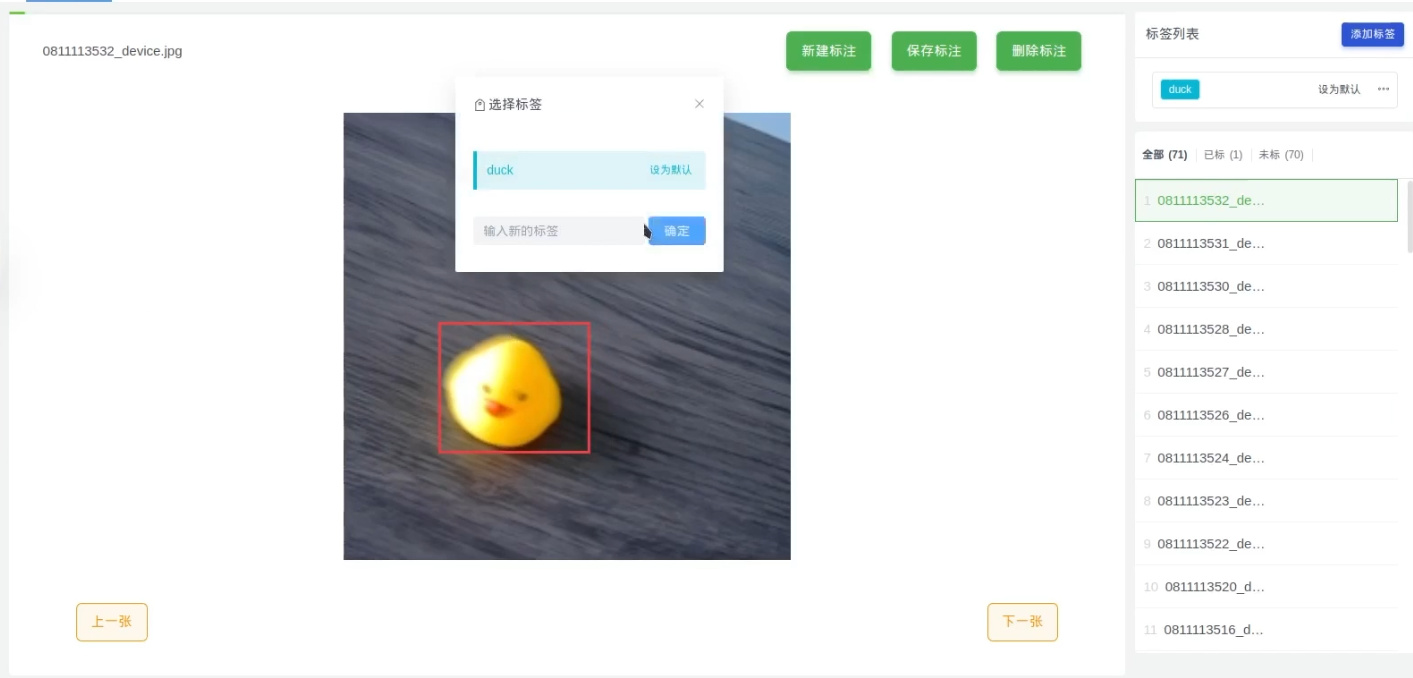 0811113532_device.jpg
新建标注
保存标注
删除标注
选择标签
duck
设为默认
输入新的标签
确定
上一张
下一张
标签列表
添加标签
duck
设为默认
全部 (71)
已标 (1)
未标 (70)
1 0811113532_de...
2 0811113531_de...
3 0811113530_de...
4 0811113528_de...
5 0811113527_de...
6 0811113526_de...
7 0811113524_de...
8 0811113523_de...
9 0811113522_de...
10 0811113520_d...
11 0811113516_d...